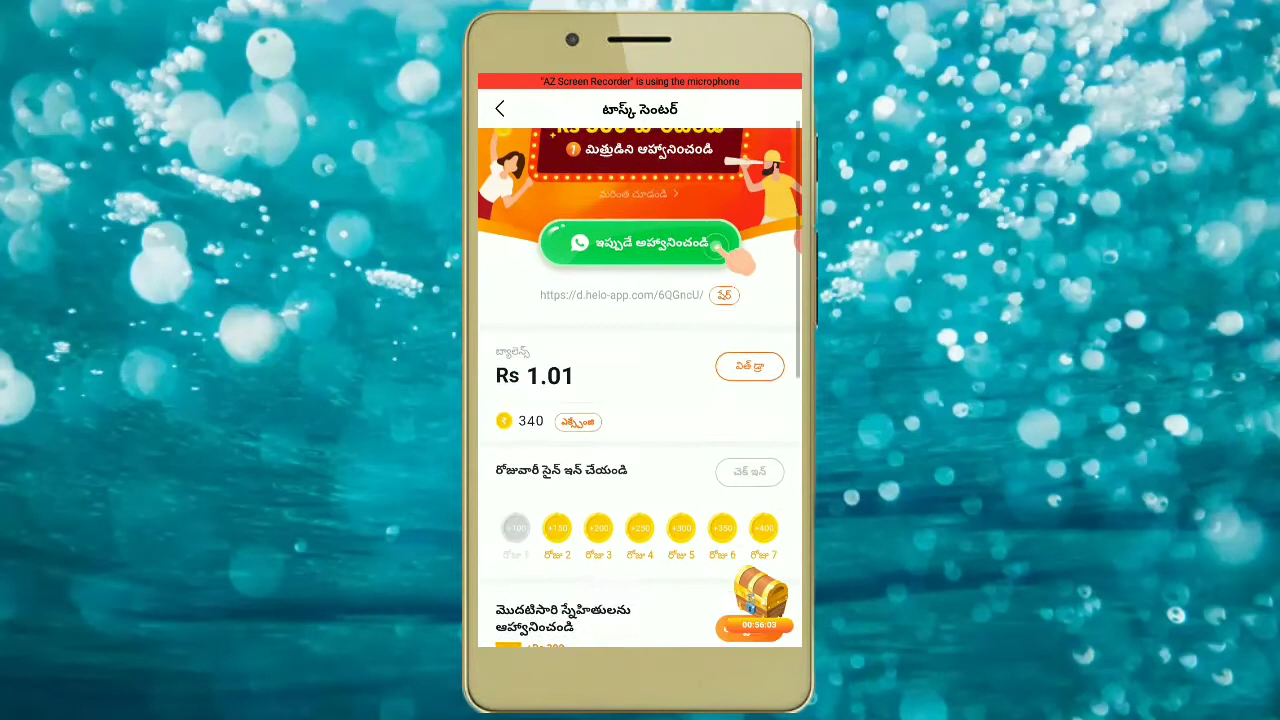 "AZ Screen Recorder" is using the microphone
టాస్క్ సెంటర్
1 మిత్రుడిని ఆహ్వానించండి
మరింత చూడండి >
ఇప్పుడే అహ్వానించండి
https://d.helo-app.com/6QGncU/ షేర్
బ్యాలెన్స్
Rs 1.01
విత్ డ్రా
340 ఎక్స్చేంజి
రోజువారీ సైన్ ఇన్ చేయండి
చెక్ ఇన్
+100 +150 +200 +250 +300 +350 +400
రోజు 1 రోజు 2 రోజు 3 రోజు 4 రోజు 5 రోజు 6 రోజు 7
మొదటిసారి స్నేహితులను
ఆహ్వానించండి
00:56:03